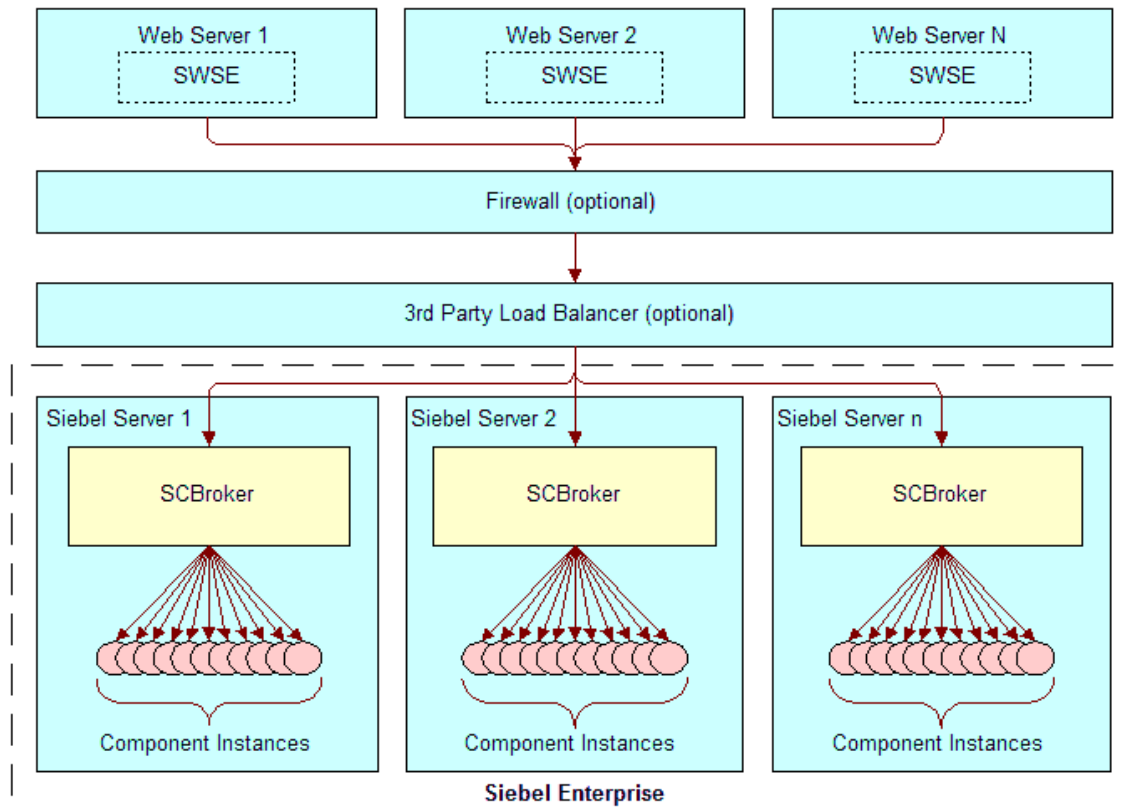 Web Server 1
SWSE
Web Server 2
SWSE
Web Server N
SWSE
Firewall (optional)
3rd Party Load Balancer (optional)
Siebel Server 1
SCBroker
Component Instances
Siebel Server 2
SCBroker
Component Instances
Siebel Server n
SCBroker
Component Instances
Siebel Enterprise